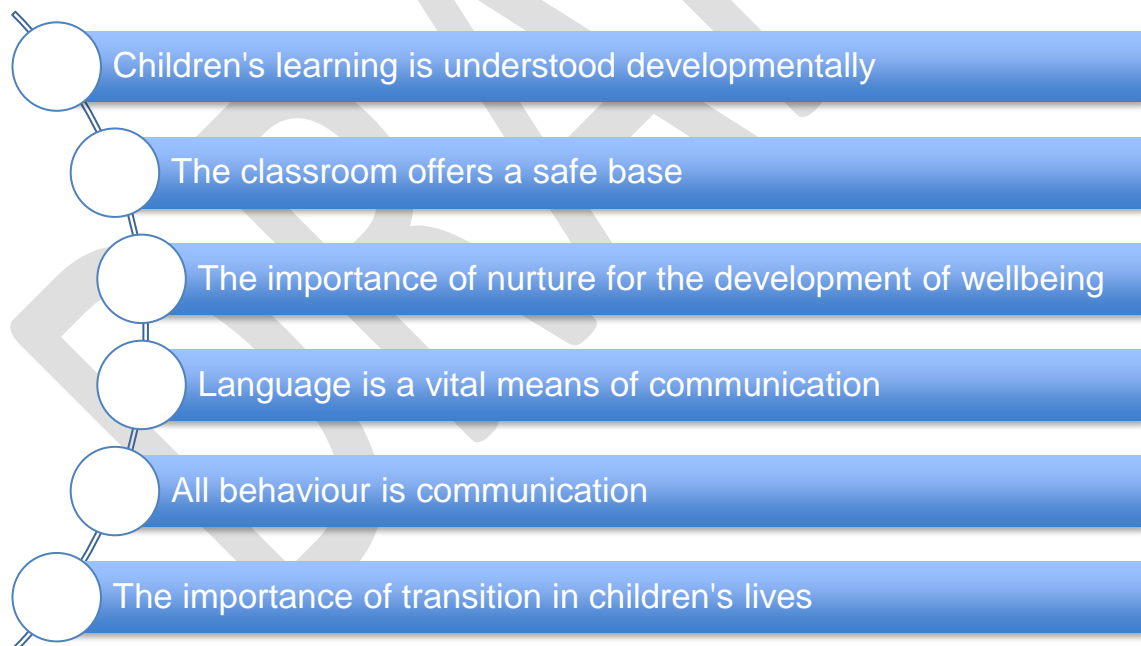 Children's learning is understood developmentally
The classroom offers a safe base
The importance of nurture for the development of wellbeing
Language is a vital means of communication
All behaviour is communication
The importance of transition in children's lives